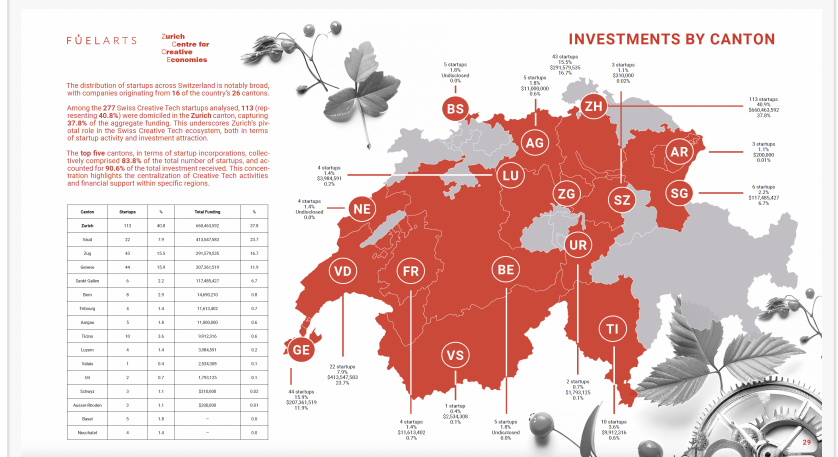 FUELARTS
Zurich
Centre for
Creative
Economies
INVESTMENTS BY CANTON
The distribution of startups across Switzerland is notably broad,
with companies originating from 16 of the country's 26 cantons.
Among the 277 Swiss Creative Tech startups analysed, 113 (rep-
resenting 40.8%) were domiciled in the Zurich canton, capturing
37.8% of the aggregate funding. This underscores Zurich's piv-
otal role in the Swiss Creative Tech ecosystem, both in terms
of startup activity and investment attraction.
The top five cantons, in terms of startup incorporations, collec-
tively comprised 83.8% of the total number of startups, and ac-
counted for 90.6% of the total investment received. This concen-
tration highlights the centralization of Creative Tech activities
and financial support within specific regions.
Canton Startups % Total Funding %
Zurich 113 40.8 660,463,592 37.8
Vaud 22 7.9 413,547,583 23.7
Zug 43 15.5 291,579,535 16.7
Geneve 44 15.9 207,361,519 11.9
Sankt Gallen 6 2.2 117,485,427 6.7
Bern 8 2.9 14,690,210 0.8
Fribourg 4 1.4 11,613,402 0.7
Aargau 5 1.8 11,000,000 0.6
Ticino 10 3.6 9,912,316 0.6
Luzern 4 1.4 3,984,591 0.2
Valais 1 0.4 2,534,308 0.1
Uri 2 0.7 1,793,125 0.1
Schwyz 3 1.1 $310,000 0.02
Auszer-Rhoden 3 1.1 $200,000 0.01
Basel 5 1.8 – 0.0
Neuchatel 4 1.4 – 0.0
5 startups
1.8%
Undisclosed
0.0%
BS
5 startups
1.8%
$11,000,000
0.6%
AG
43 startups
15.5%
$291,579,535
16.7%
ZG
3 startups
1.1%
$310,000
0.02%
SZ
ZH
113 startups
40.9%
$660,463,592
37.8%
AR
3 startups
1.1%
$200,000
0.01%
SG
6 startups
2.2%
$117,485,427
6.7%
4 startups
1.4%
$3,984,591
0.2%
LU
4 startups
1.4%
Undisclosed
0.0%
NE
UR
VD
FR
BE
TI
GE
VS
22 startups
7.9%
$413,547,583
23.7%
44 startups
15.9%
$207,361,519
11.9%
4 startups
1.4%
$11,613,402
0.7%
1 startup
0.4%
$2,534,308
0.1%
5 startups
1.8%
Undisclosed
0.0%
2 startups
0.7%
$1,793,125
0.1%
10 startups
3.6%
$9,912,316
0.6%
29